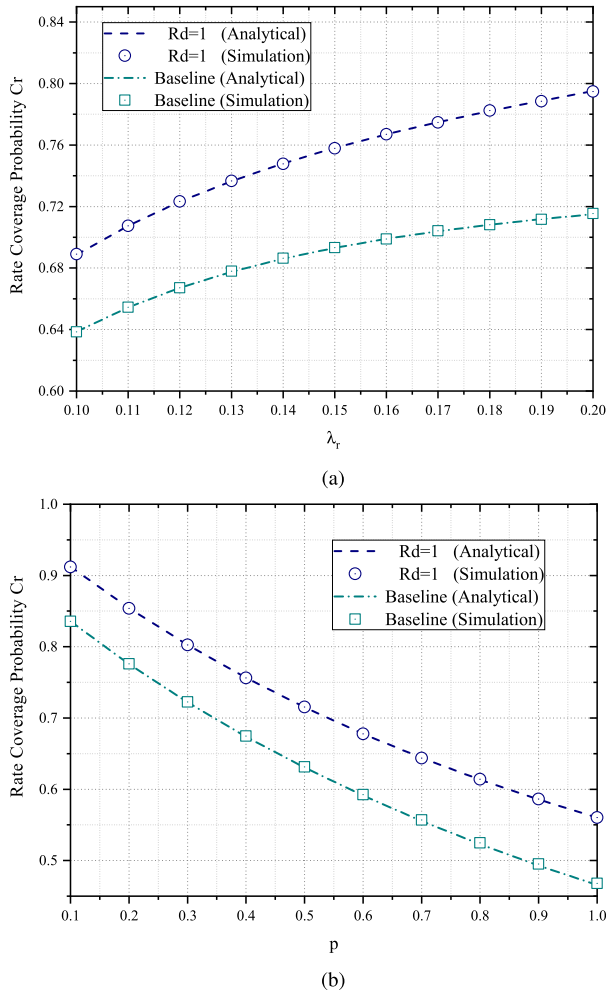 0.84
0.80
0.76
0.72
0.68
0.64
0.60
Rate Coverage Probability Cr
Rd=1 (Analytical)
Rd=1 (Simulation)
Baseline (Analytical)
Baseline (Simulation)
0.10 0.11 0.12 0.13 0.14 0.15 0.16 0.17 0.18 0.19 0.20
λr
(a)
1.0
0.9
0.8
0.7
0.6
0.5
Rate Coverage Probability Cr
Rd=1 (Analytical)
Rd=1 (Simulation)
Baseline (Analytical)
Baseline (Simulation)
0.1 0.2 0.3 0.4 0.5 0.6 0.7 0.8 0.9 1.0
p
(b)